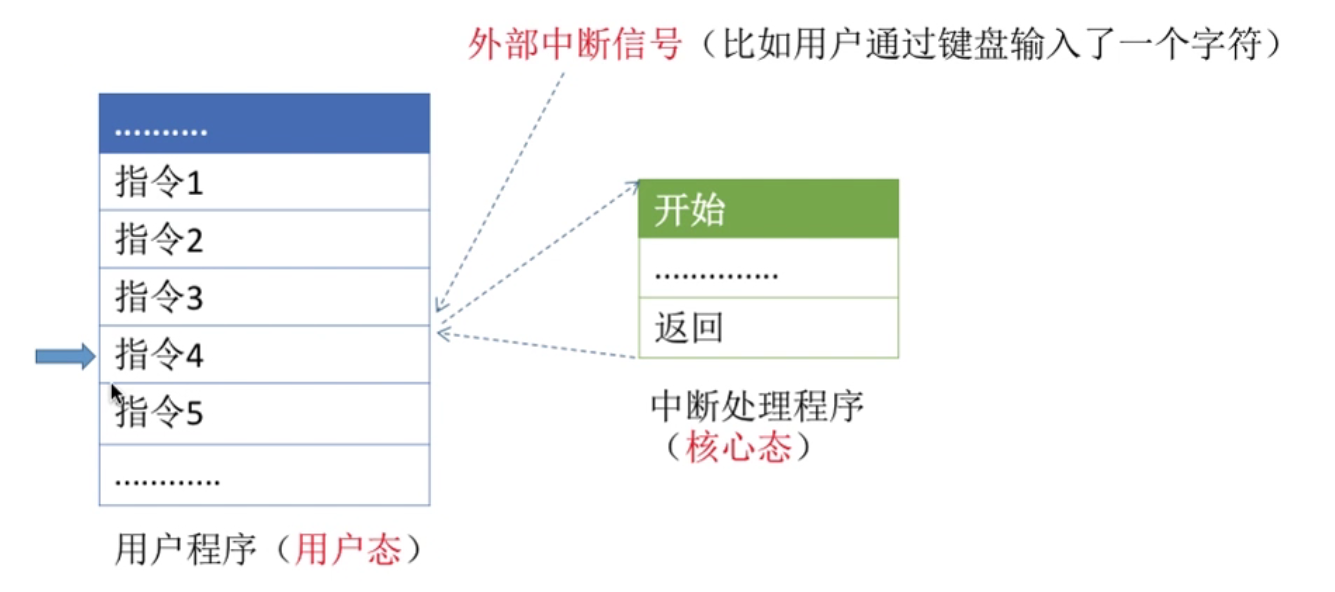 外部中断信号（比如用户通过键盘输入了一个字符）
..........
指令1
指令2
指令3
指令4
指令5
............
用户程序（用户态）
开始
..............
返回
中断处理程序
（核心态）